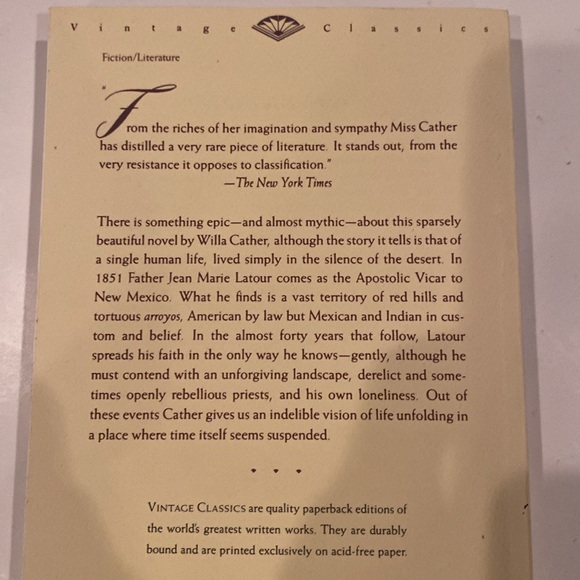 Vintage Classics
Fiction/Literature
"From the riches of her imagination and sympathy Miss Cather
has distilled a very rare piece of literature. It stands out, from the
very resistance it opposes to classification."
—The New York Times
There is something epic—and almost mythic—about this sparsely
beautiful novel by Willa Cather, although the story it tells is that of
a single human life, lived simply in the silence of the desert. In
1851 Father Jean Marie Latour comes as the Apostolic Vicar to
New Mexico. What he finds is a vast territory of red hills and
tortuous arroyos, American by law but Mexican and Indian in cus-
tom and belief. In the almost forty years that follow, Latour
spreads his faith in the only way he knows—gently, although he
must contend with an unforgiving landscape, derelict and some-
times openly rebellious priests, and his own loneliness. Out of
these events Cather gives us an indelible vision of life unfolding in
a place where time itself seems suspended.
VINTAGE CLASSICS are quality paperback editions of
the world's greatest written works. They are durably
bound and are printed exclusively on acid-free paper.